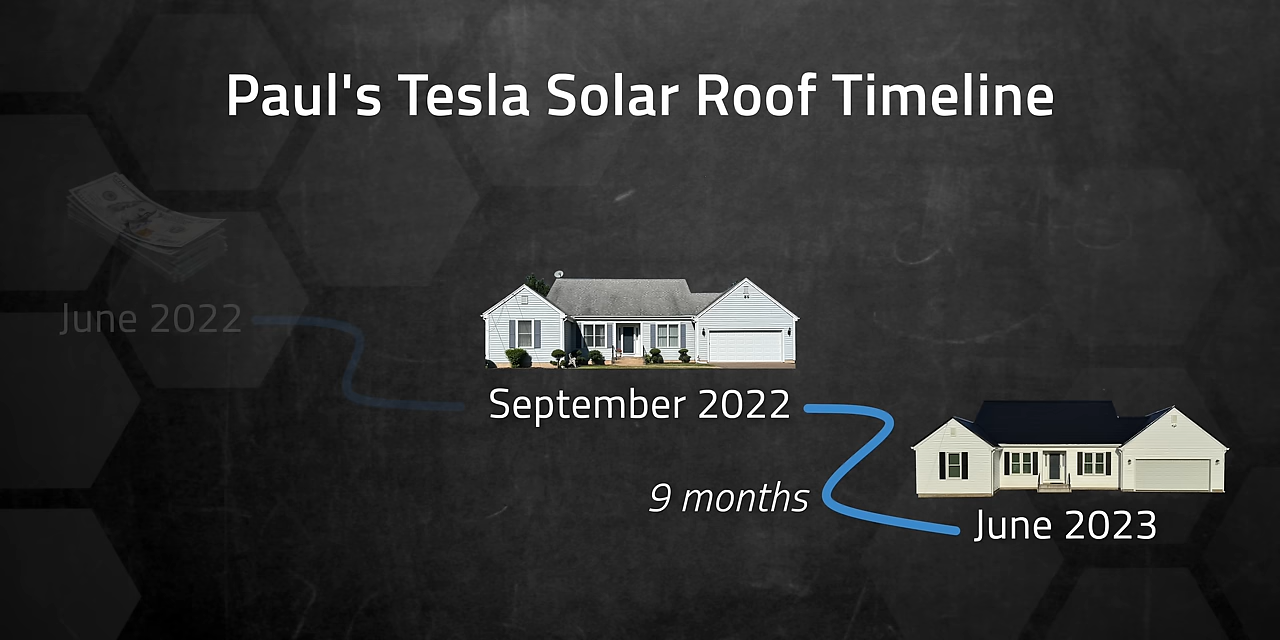 Paul's Tesla Solar Roof Timeline
June 2022
September 2022
9 months
June 2023